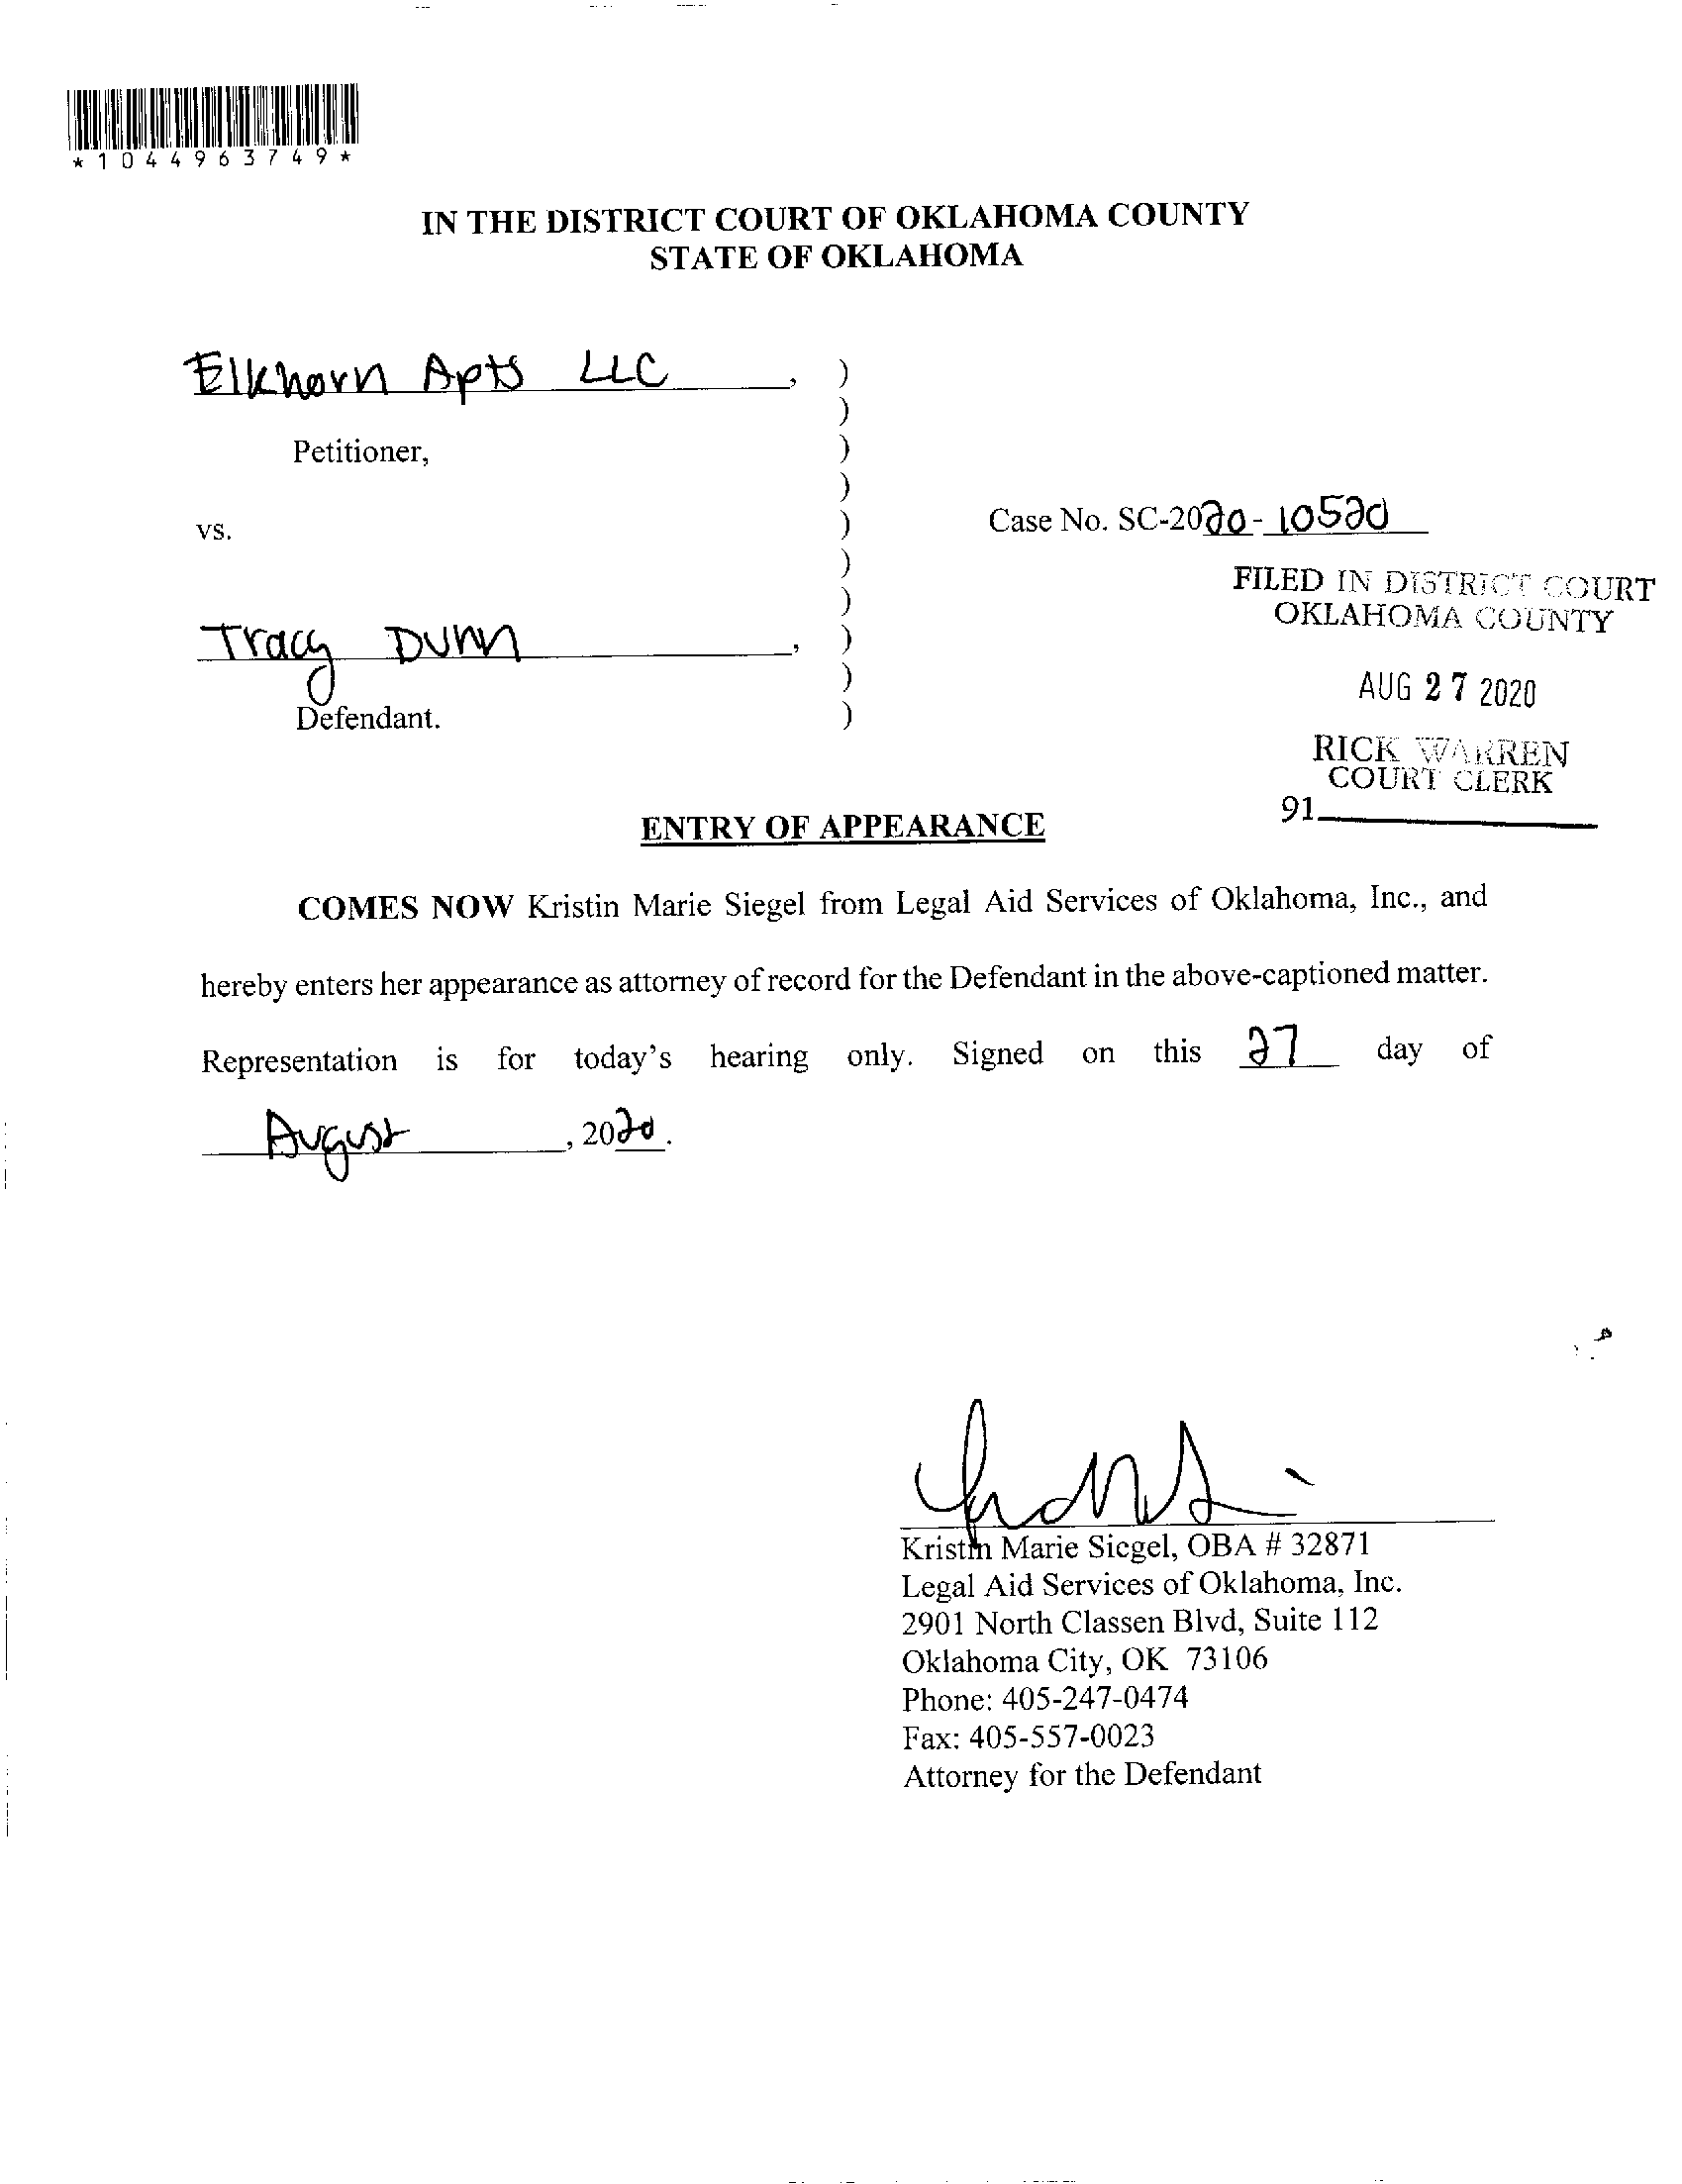 *1044963749*
IN THE DISTRICT COURT OF OKLAHOMA COUNTY
STATE OF OKLAHOMA
Elkhorn Apts LLC, )
)
Petitioner, )
)
vs. ) Case No. SC-2020-10520
)
)
Tracy Dunn, )
)
Defendant. )
FILED IN DISTRICT COURT
OKLAHOMA COUNTY
AUG 27 2020
RICK WARREN
COURT CLERK
91
ENTRY OF APPEARANCE
COMES NOW Kristin Marie Siegel from Legal Aid Services of Oklahoma, Inc., and
hereby enters her appearance as attorney of record for the Defendant in the above-captioned matter.
Representation is for today's hearing only. Signed on this 27 day of
August, 2020.
Kristin Marie Siegel, OBA # 32871
Legal Aid Services of Oklahoma, Inc.
2901 North Classen Blvd, Suite 112
Oklahoma City, OK 73106
Phone: 405-247-0474
Fax: 405-557-0023
Attorney for the Defendant